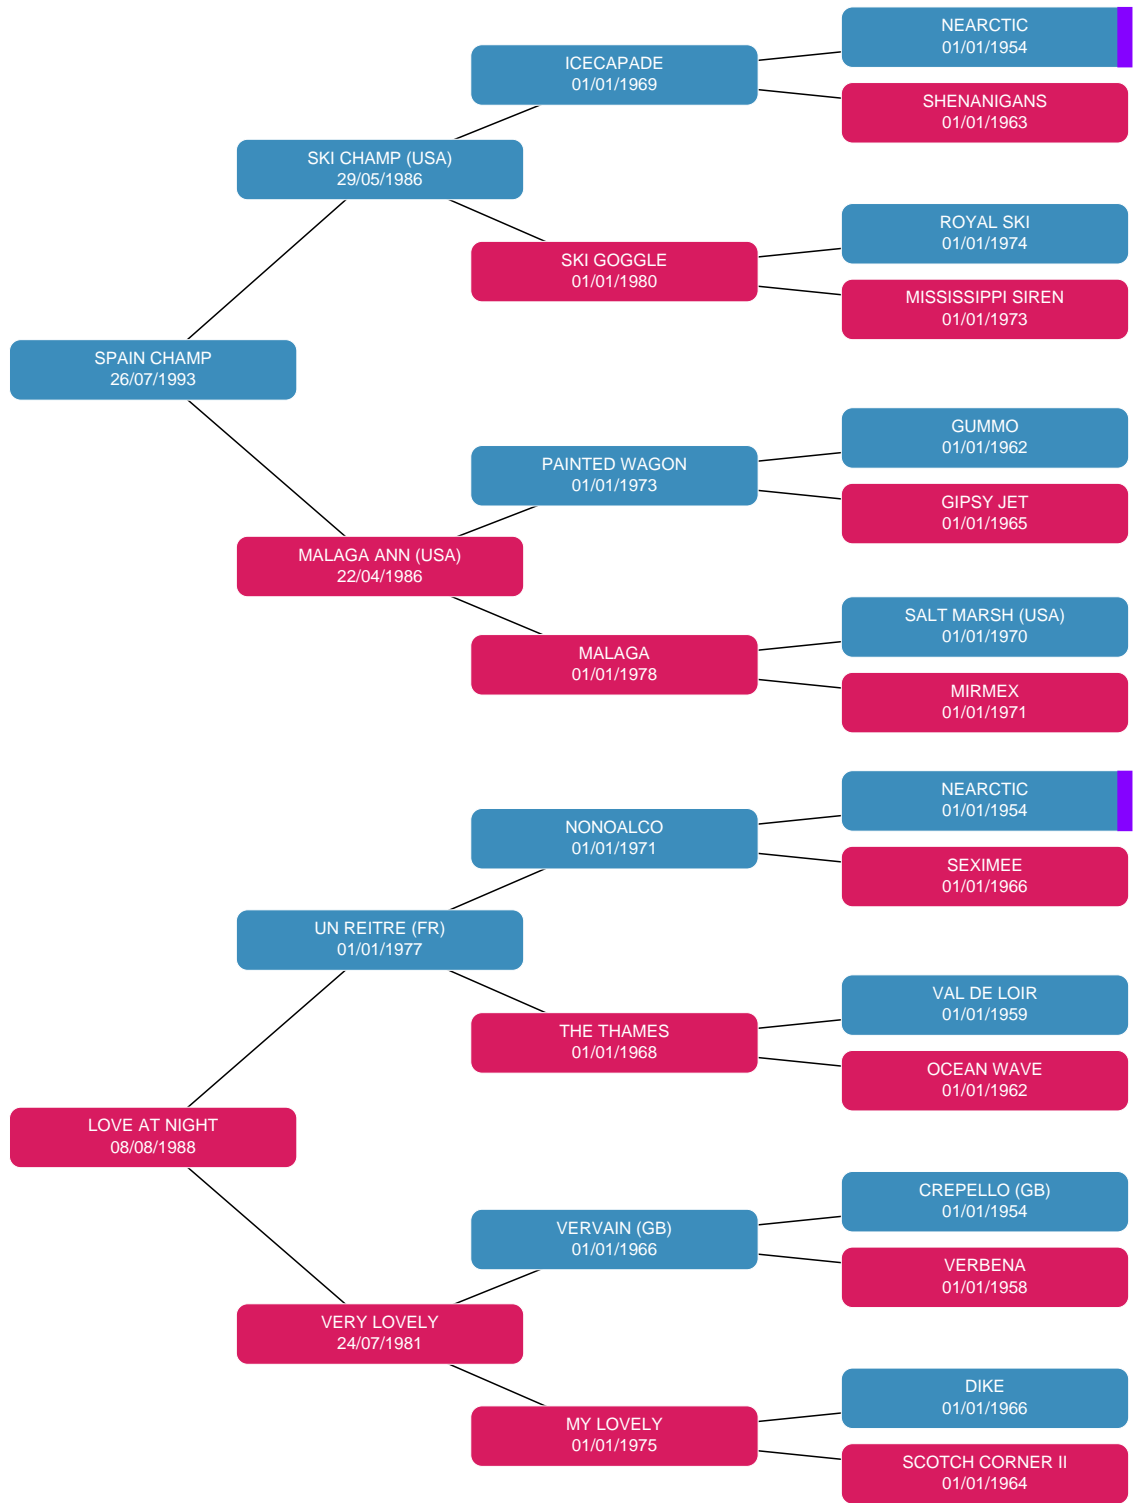 NEARCTIC
01/01/1954
ICECAPADE
01/01/1969
SHENANIGANS
01/01/1963
SKI CHAMP (USA)
29/05/1986
ROYAL SKI
01/01/1974
SKI GOGGLE
01/01/1980
MISSISSIPPI SIREN
01/01/1973
SPAIN CHAMP
26/07/1993
GUMMO
01/01/1962
PAINTED WAGON
01/01/1973
GIPSY JET
01/01/1965
MALAGA ANN (USA)
22/04/1986
SALT MARSH (USA)
01/01/1970
MALAGA
01/01/1978
MIRMEX
01/01/1971
NEARCTIC
01/01/1954
NONOALCO
01/01/1971
SEXIMEE
01/01/1966
UN REITRE (FR)
01/01/1977
VAL DE LOIR
01/01/1959
THE THAMES
01/01/1968
OCEAN WAVE
01/01/1962
LOVE AT NIGHT
08/08/1988
CREPELLO (GB)
01/01/1954
VERVAIN (GB)
01/01/1966
VERBENA
01/01/1958
VERY LOVELY
24/07/1981
DIKE
01/01/1966
MY LOVELY
01/01/1975
SCOTCH CORNER II
01/01/1964